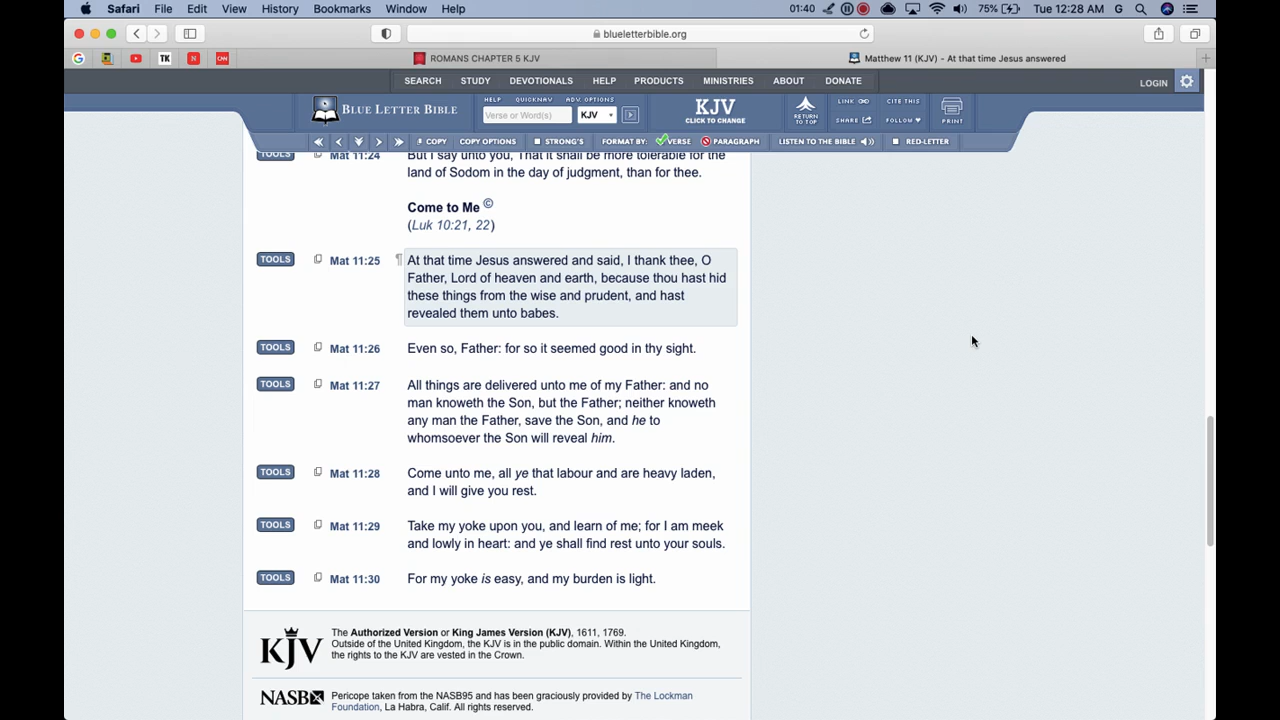 Safari File Edit View History Bookmarks Window Help 01:40 75% Tue 12:28 AM G
blueletterbible.org
G TK N CNN ROMANS CHAPTER 5 KJV Matthew 11 (KJV) - At that time Jesus answered
SEARCH STUDY DEVOTIONALS HELP PRODUCTS MINISTRIES ABOUT DONATE LOGIN
BLUE LETTER BIBLE
HELP QUICKNAV ADV. OPTIONS
Verse or Word(s) KJV
KJV
CLICK TO CHANGE
RETURN
TO TOP
LINK CITE THIS
SHARE FOLLOW
PRINT
COPY COPY OPTIONS STRONG'S FORMAT BY: VERSE PARAGRAPH LISTEN TO THE BIBLE RED-LETTER
TOOLS Mat 11:24 But I say unto you, That it shall be more tolerable for the
land of Sodom in the day of judgment, than for thee.
Come to Me ©
(Luk 10:21, 22)
TOOLS Mat 11:25 ¶ At that time Jesus answered and said, I thank thee, O
Father, Lord of heaven and earth, because thou hast hid
these things from the wise and prudent, and hast
revealed them unto babes.
TOOLS Mat 11:26 Even so, Father: for so it seemed good in thy sight.
TOOLS Mat 11:27 All things are delivered unto me of my Father: and no
man knoweth the Son, but the Father; neither knoweth
any man the Father, save the Son, and he to
whomsoever the Son will reveal him.
TOOLS Mat 11:28 Come unto me, all ye that labour and are heavy laden,
and I will give you rest.
TOOLS Mat 11:29 Take my yoke upon you, and learn of me; for I am meek
and lowly in heart: and ye shall find rest unto your souls.
TOOLS Mat 11:30 For my yoke is easy, and my burden is light.
KJV
The Authorized Version or King James Version (KJV), 1611, 1769.
Outside of the United Kingdom, the KJV is in the public domain. Within the United Kingdom,
the rights to the KJV are vested in the Crown.
NASB
Pericope taken from the NASB95 and has been graciously provided by The Lockman
Foundation, La Habra, Calif. All rights reserved.